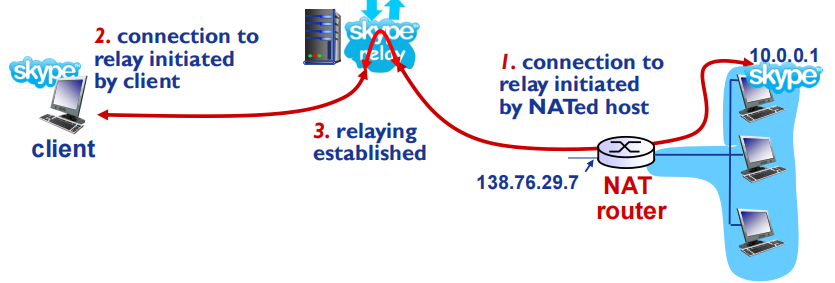 2. connection to
relay initiated
by client
skype
client
skype
relay
3. relaying
established
1. connection to
relay initiated
by NATed host
10.0.0.1
skype
138.76.29.7
NAT
router